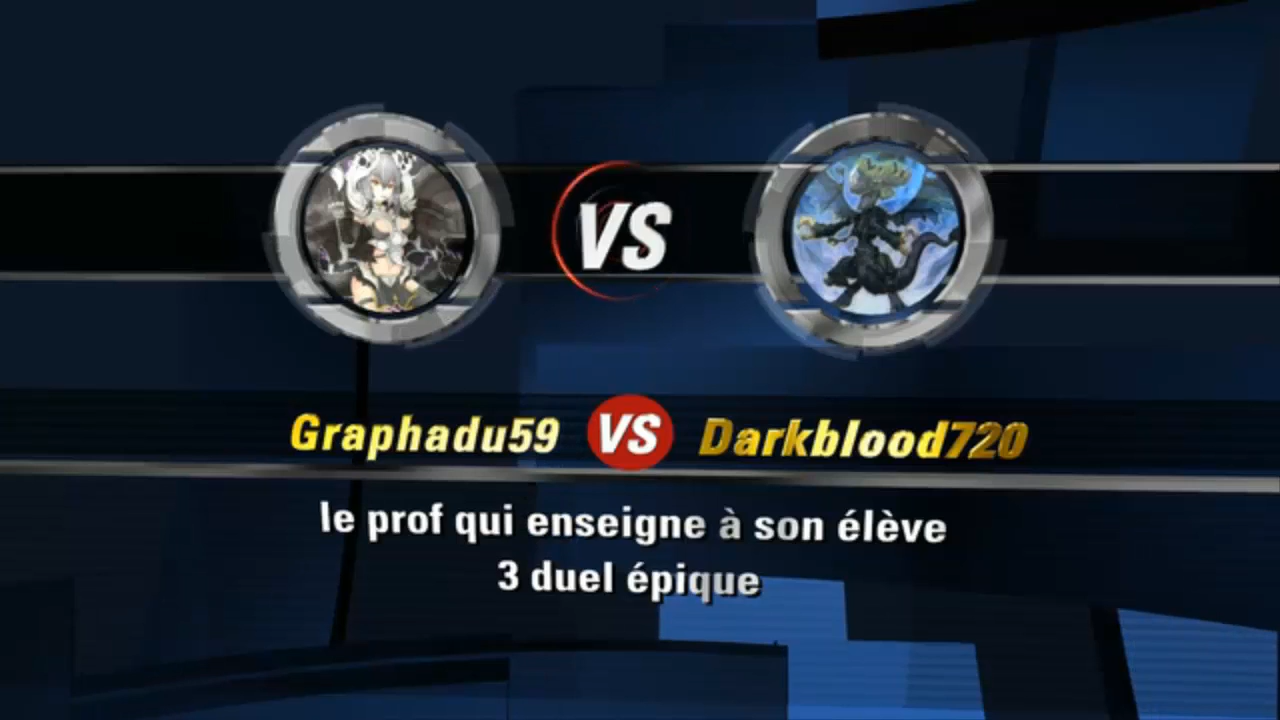 VS
Graphadu59 VS Darkblood720
le prof qui enseigne à son élève
3 duel épique